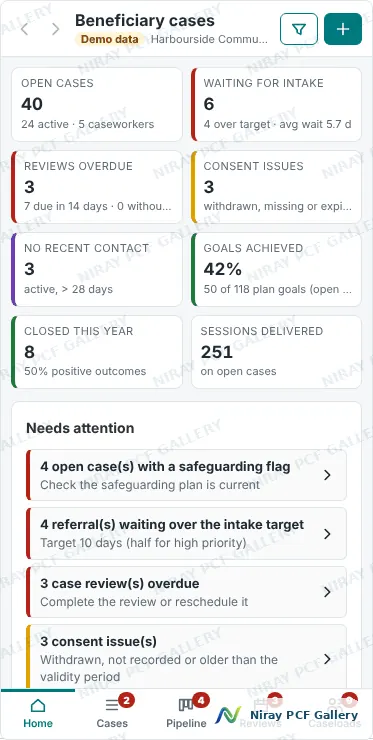 Beneficiary cases
Demo data Harbourside Commu...
OPEN CASES
40
24 active · 5 caseworkers
WAITING FOR INTAKE
6
4 over target · avg wait 5.7 d
REVIEWS OVERDUE
3
7 due in 14 days · 0 withou...
CONSENT ISSUES
3
withdrawn, missing or expi...
NO RECENT CONTACT
3
active, > 28 days
GOALS ACHIEVED
42%
50 of 118 plan goals (open ...
CLOSED THIS YEAR
8
50% positive outcomes
SESSIONS DELIVERED
251
on open cases
Needs attention
4 open case(s) with a safeguarding flag
Check the safeguarding plan is current
4 referral(s) waiting over the intake target
Target 10 days (half for high priority)
3 case review(s) overdue
Complete the review or reschedule it
3 consent issue(s)
Withdrawn, not recorded or older than the
validity period
2 4 3
Home Cases Pipeline Reviews Caseloads
Niray PCF Gallery
NIRAY PCF GALLERY